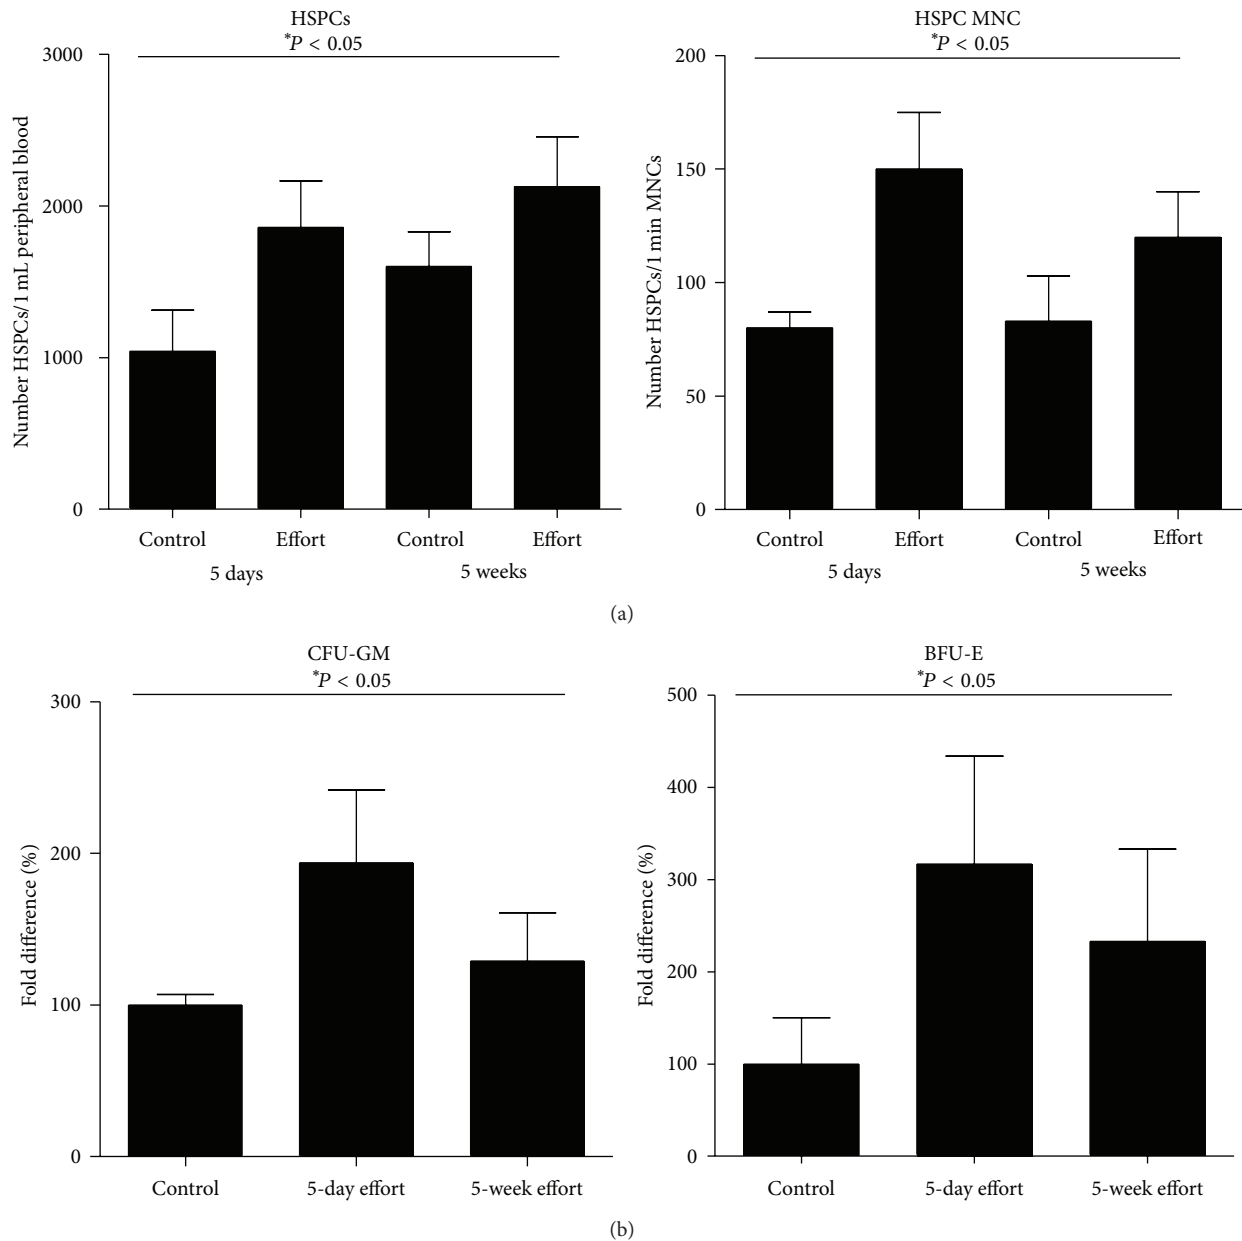 HSPCs
*P < 0.05
3000
2000
1000
0
Number HSPCs/1 mL peripheral blood
Control
Effort
Control
Effort
5 days
5 weeks
HSPC MNC
*P < 0.05
200
150
100
50
0
Number HSPCs/1 min MNCs
Control
Effort
Control
Effort
5 days
5 weeks
(a)
CFU-GM
*P < 0.05
300
200
100
0
Fold difference (%)
Control
5-day effort
5-week effort
BFU-E
*P < 0.05
500
400
300
200
100
0
Fold difference (%)
Control
5-day effort
5-week effort
(b)